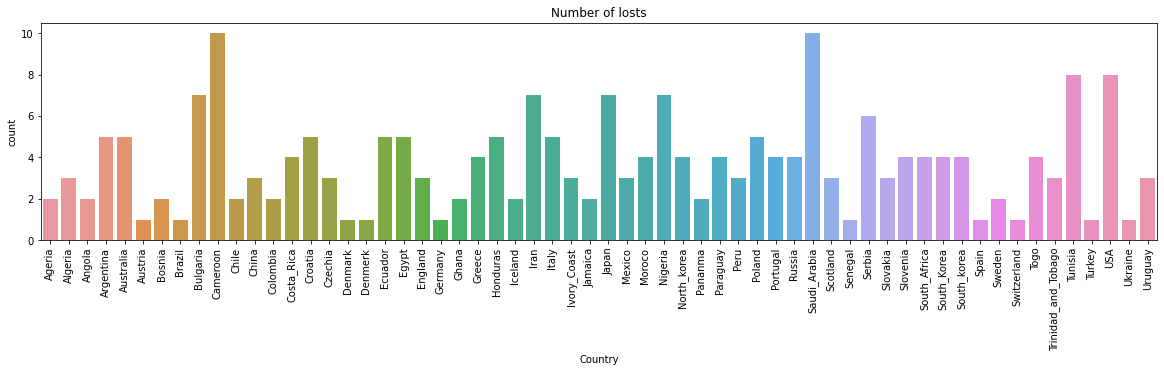 Number of losts
10
8
6
4
2
0
count
Ageria
Algeria
Angola
Argentina
Australia
Austria
Bosnia
Brazil
Bulgaria
Cameroon
Chile
China
Colombia
Costa_Rica
Croatia
Czechia
Denmark
Denmerk
Ecuador
Egypt
England
Germany
Ghana
Greece
Honduras
Iceland
Iran
Italy
Ivory_Coast
Jamaica
Japan
Mexico
Moroco
Nigeria
North_korea
Panamma
Paraguay
Peru
Poland
Portugal
Russia
Saudi_Arabia
Scotland
Senegal
Serbia
Slovakia
Slovenia
South_Africa
South_Korea
South_korea
Spain
Sweden
Switzerland
Togo
Trinidad_and_Tobago
Tunisia
Turkey
USA
Ukraine
Uruguay
Country